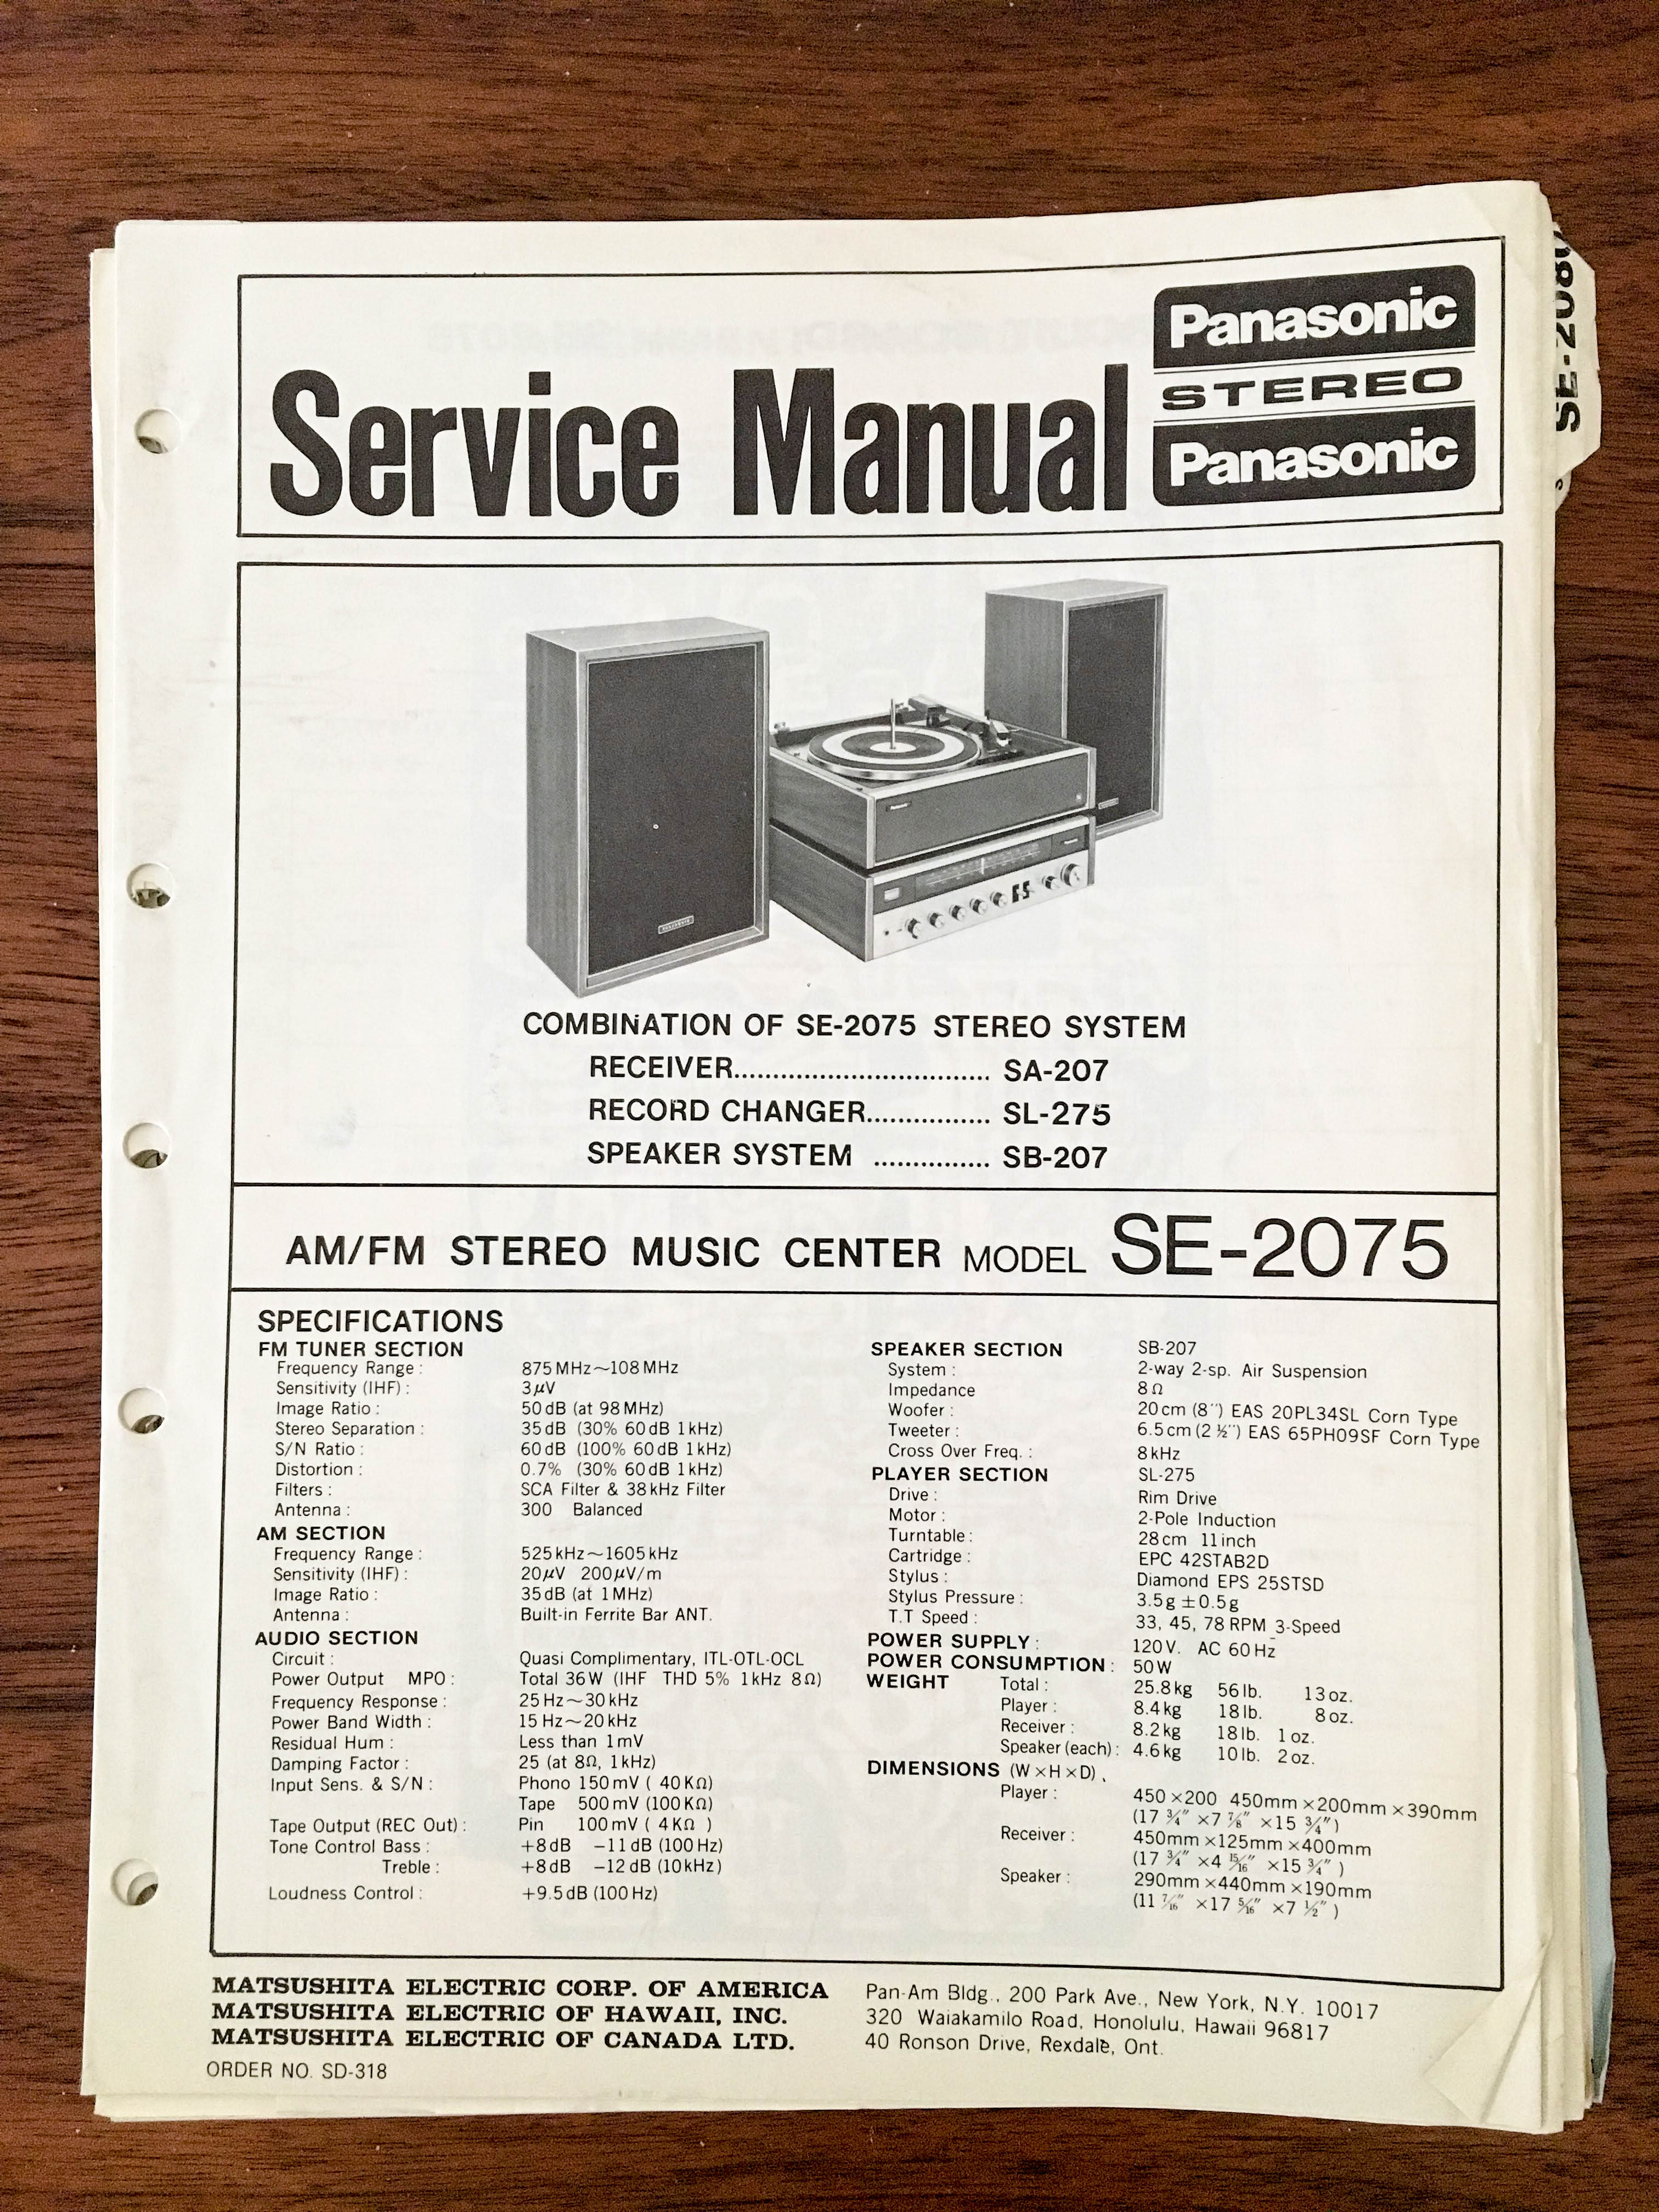 Service Manual
Panasonic
STEREO
Panasonic
SE-208
COMBINATION OF SE-2075 STEREO SYSTEM
RECEIVER................................. SA-207
RECORD CHANGER................ SL-275
SPEAKER SYSTEM ............... SB-207
AM/FM STEREO MUSIC CENTER MODEL SE-2075
SPECIFICATIONS
FM TUNER SECTION
Frequency Range : 875 MHz~108 MHz
Sensitivity (IHF) : 3 μV
Image Ratio : 50 dB (at 98 MHz)
Stereo Separation : 35 dB (30% 60 dB 1 kHz)
S/N Ratio : 60 dB (100% 60 dB 1 kHz)
Distortion : 0.7% (30% 60 dB 1 kHz)
Filters : SCA Filter & 38 kHz Filter
Antenna : 300 Balanced
AM SECTION
Frequency Range : 525 kHz~1605 kHz
Sensitivity (IHF) : 20μV 200μV/m
Image Ratio : 35 dB (at 1 MHz)
Antenna : Built-in Ferrite Bar ANT.
AUDIO SECTION
Circuit : Quasi Complimentary, ITL-OTL-OCL
Power Output MPO : Total 36 W (IHF THD 5% 1 kHz 8Ω)
Frequency Response : 25 Hz~30 kHz
Power Band Width : 15 Hz~20 kHz
Residual Hum : Less than 1 mV
Damping Factor : 25 (at 8Ω, 1 kHz)
Input Sens. & S/N : Phono 150 mV ( 40 KΩ)
Tape 500 mV (100 KΩ)
Tape Output (REC Out) : Pin 100 mV ( 4 KΩ )
Tone Control Bass : +8 dB −11 dB (100 Hz)
Treble : +8 dB −12 dB (10 kHz)
Loudness Control : +9.5 dB (100 Hz)
SPEAKER SECTION SB-207
System : 2-way 2-sp. Air Suspension
Impedance 8 Ω
Woofer : 20 cm (8") EAS 20PL34SL Corn Type
Tweeter : 6.5 cm (2 ½") EAS 65PH09SF Corn Type
Cross Over Freq. : 8 kHz
PLAYER SECTION SL-275
Drive : Rim Drive
Motor : 2-Pole Induction
Turntable : 28 cm 11 inch
Cartridge : EPC 42STAB2D
Stylus : Diamond EPS 25STSD
Stylus Pressure : 3.5 g ±0.5 g
T.T Speed : 33, 45, 78 RPM 3-Speed
POWER SUPPLY : 120 V. AC 60 Hz
POWER CONSUMPTION : 50 W
WEIGHT Total : 25.8 kg 56 lb. 13 oz.
Player : 8.4 kg 18 lb. 8 oz.
Receiver : 8.2 kg 18 lb. 1 oz.
Speaker (each) : 4.6 kg 10 lb. 2 oz.
DIMENSIONS (W × H × D)
Player : 450 ×200 450mm ×200mm ×390mm
(17 ¾" ×7 ⅞" ×15 ¾")
Receiver : 450mm ×125mm ×400mm
(17 ¾" ×4 15/16" ×15 ¾" )
Speaker : 290mm ×440mm ×190mm
(11 7/16" ×17 5/16" ×7 ½" )
MATSUSHITA ELECTRIC CORP. OF AMERICA Pan-Am Bldg., 200 Park Ave., New York, N.Y. 10017
MATSUSHITA ELECTRIC OF HAWAII, INC. 320 Waiakamilo Road, Honolulu, Hawaii 96817
MATSUSHITA ELECTRIC OF CANADA LTD. 40 Ronson Drive, Rexdale, Ont.
ORDER NO. SD-318